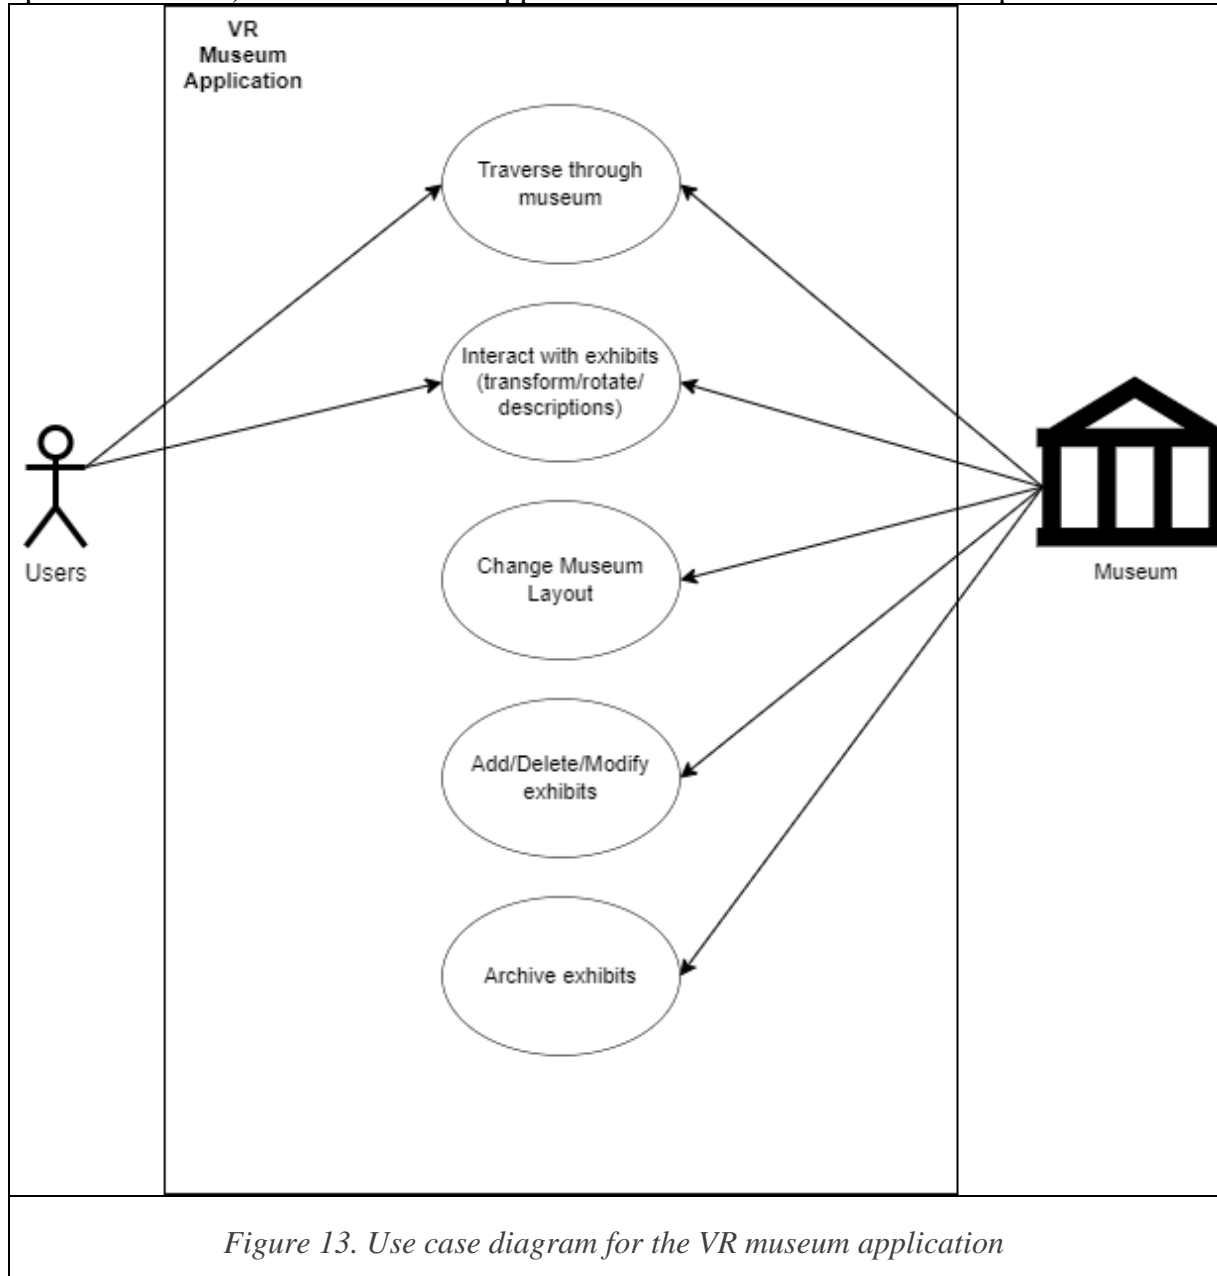 VR
Museum
Application
Traverse through
museum
Interact with exhibits
(transform/rotate/
descriptions)
Users
Change Museum
Layout
Museum
Add/Delete/Modify
exhibits
Archive exhibits
Figure 13. Use case diagram for the VR museum application